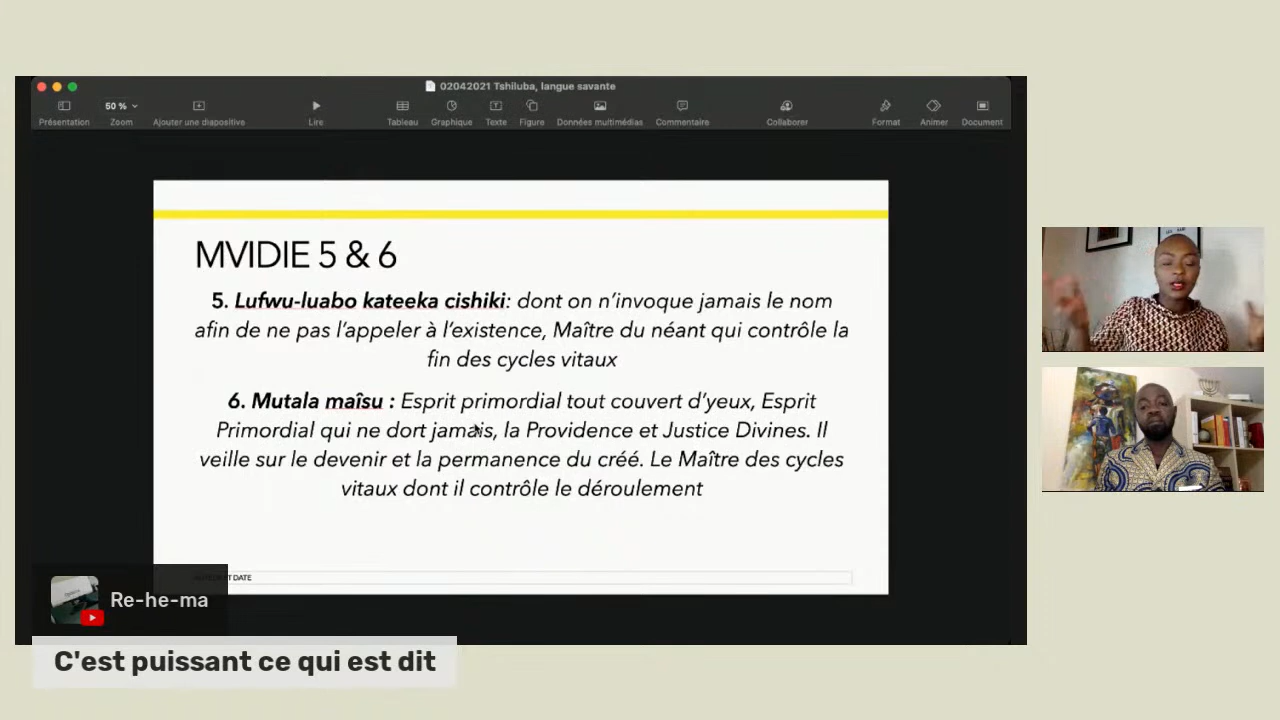 02042021 Tshiluba, langue savante
50 %
Présentation Zoom Ajouter une diapositive Lire Tableau Graphique Texte Figure Données multimédias Commentaire Collaborer Format Animer Document
MVIDIE 5 & 6
5. Lufwu-luabo kateeka cishiki: dont on n’invoque jamais le nom
afin de ne pas l’appeler à l’existence, Maître du néant qui contrôle la
fin des cycles vitaux
6. Mutala maîsu : Esprit primordial tout couvert d’yeux, Esprit
Primordial qui ne dort jamais, la Providence et Justice Divines. Il
veille sur le devenir et la permanence du créé. Le Maître des cycles
vitaux dont il contrôle le déroulement
DATE
Re-he-ma
C'est puissant ce qui est dit